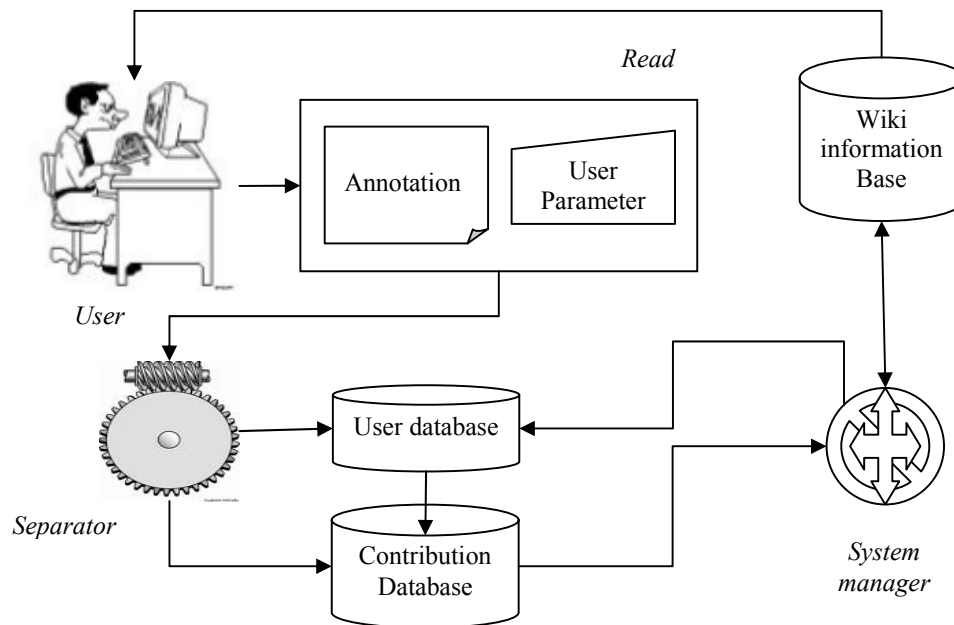 Read
Wiki
information
Base
Annotation
User
Parameter
User
User database
Separator
Contribution
Database
System
manager